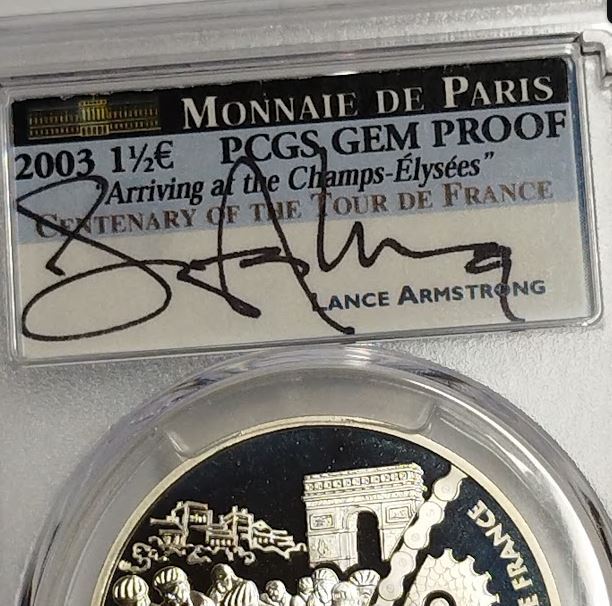 MONNAIE DE PARIS
2003 1½€ PCGS GEM PROOF
"Arriving at the Champs-Élysées"
CENTENARY OF THE TOUR DE FRANCE
LANCE ARMSTRONG
E FRANCE